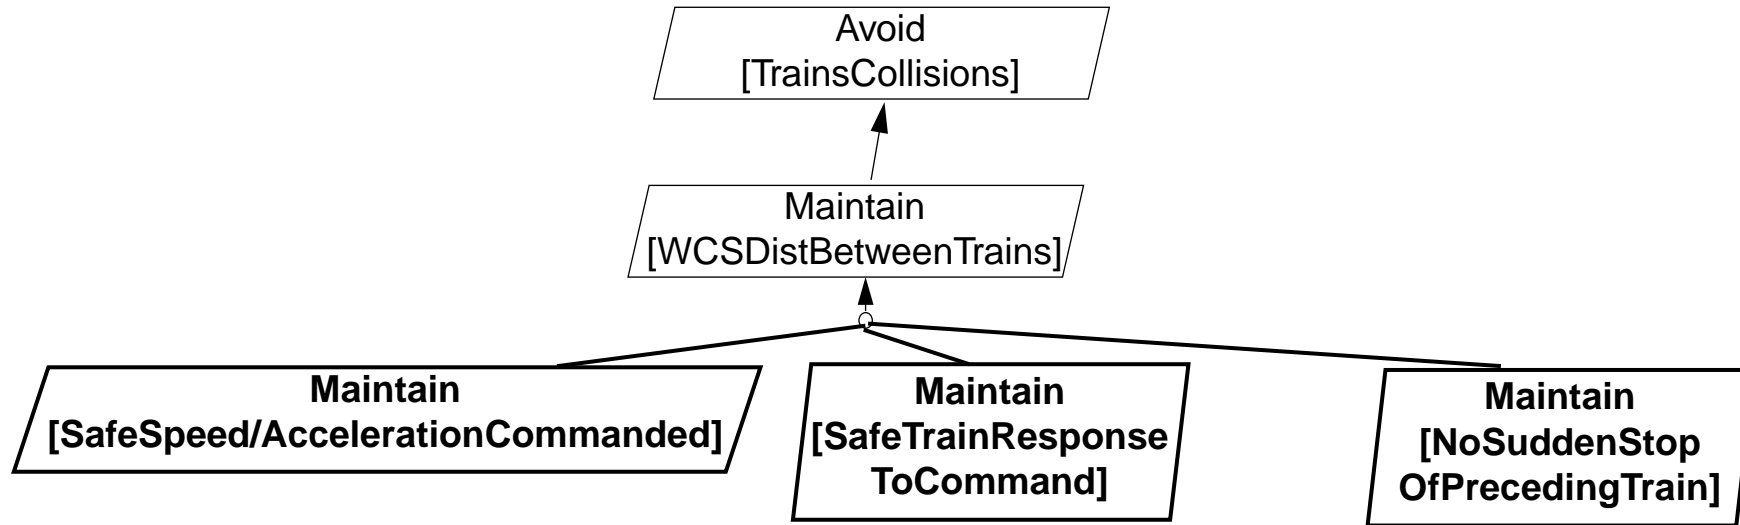 Avoid
[TrainsCollisions]
Maintain
[WCSDistBetweenTrains]
Maintain
[SafeSpeed/AccelerationCommanded]
Maintain
[SafeTrainResponse
ToCommand]
Maintain
[NoSuddenStop
OfPrecedingTrain]